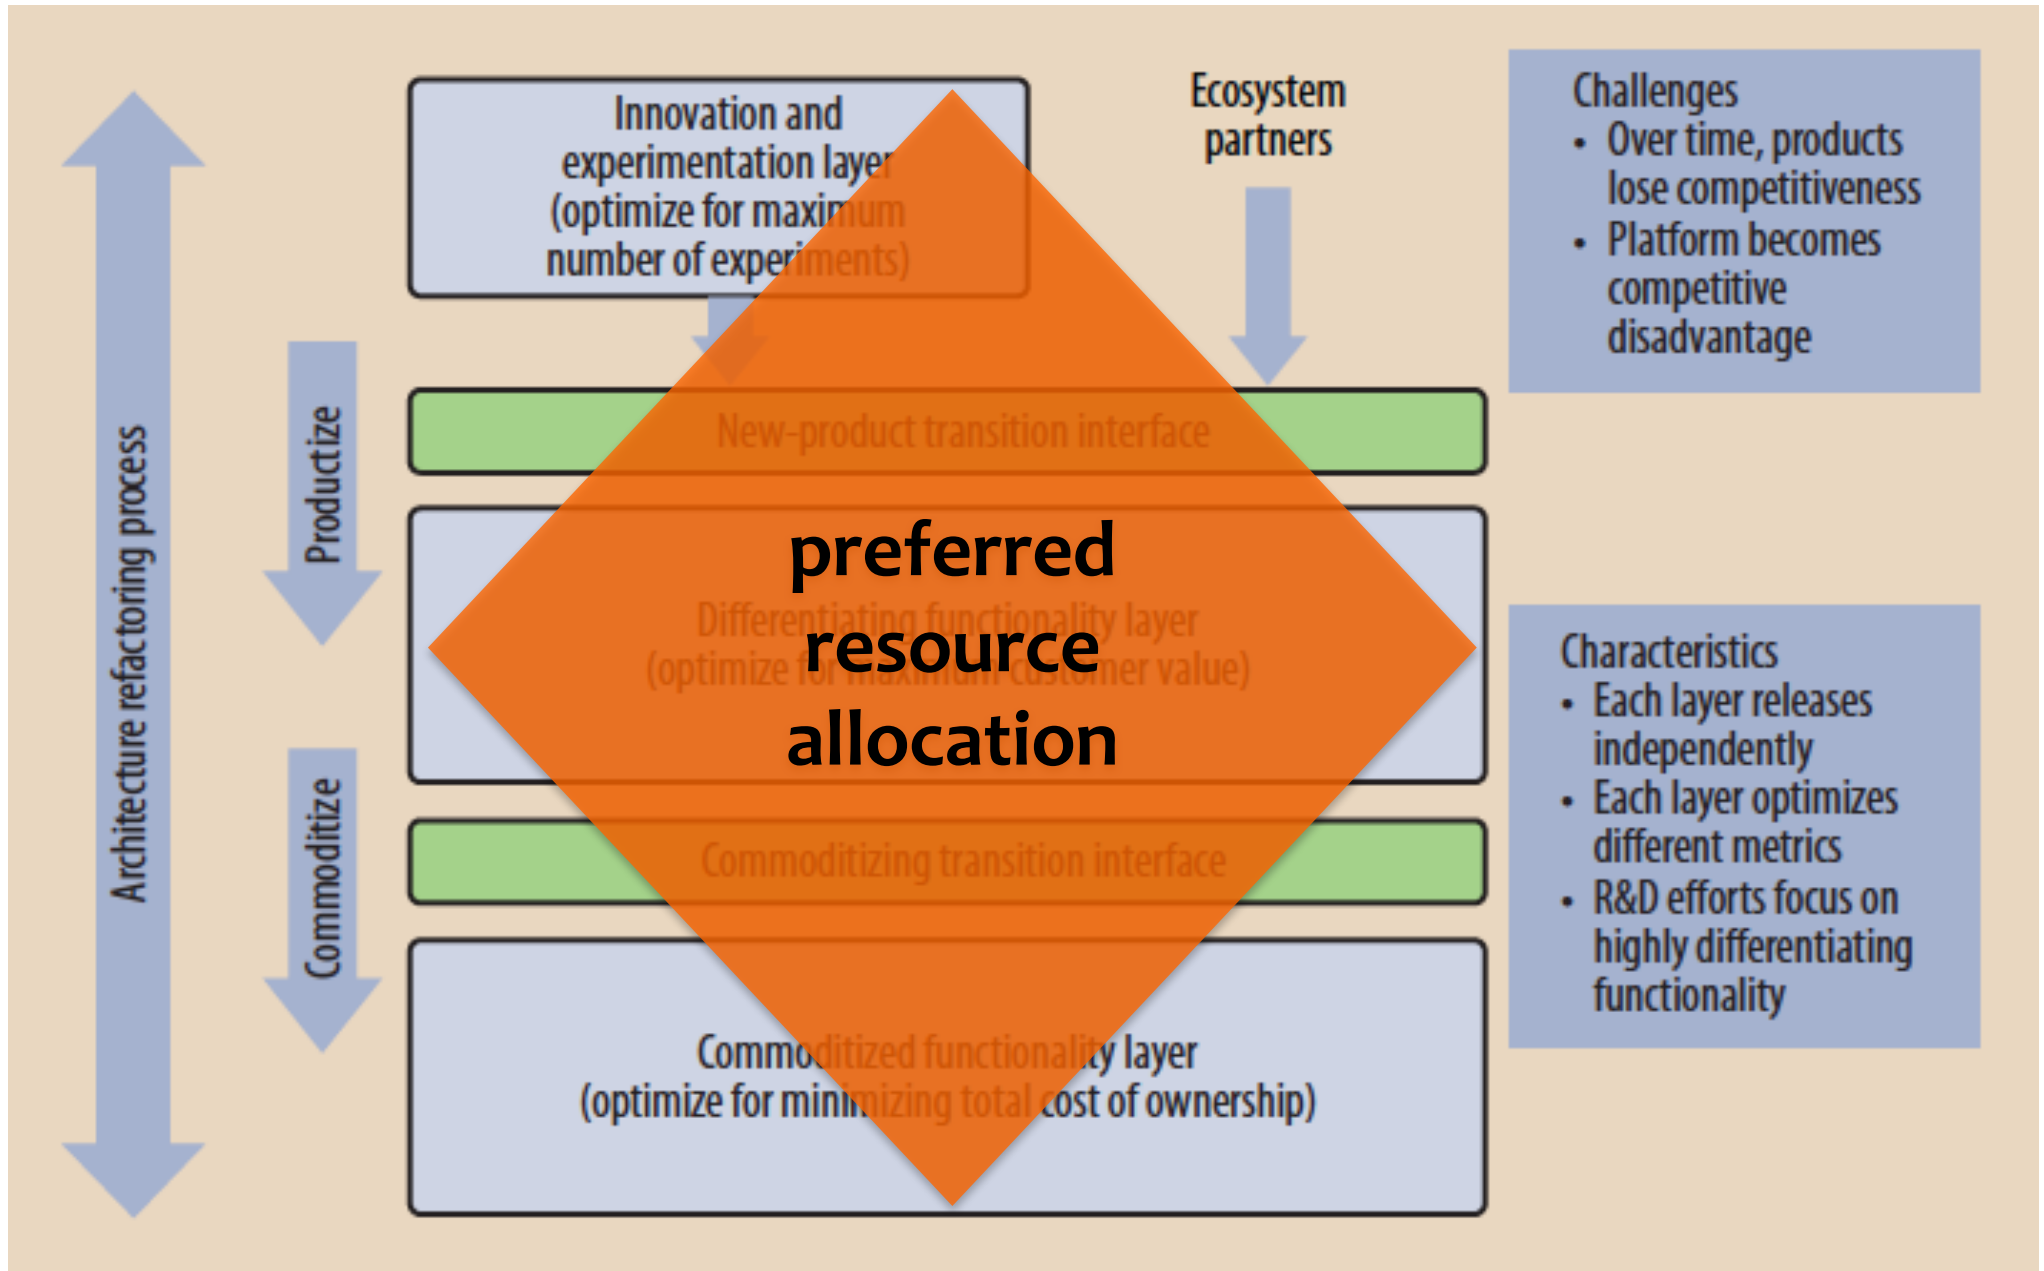 Innovation and
experimentation layer
(optimize for maximum
number of experiments)
Ecosystem
partners
Challenges
• Over time, products
lose competitiveness
• Platform becomes
competitive
disadvantage
Architecture refactoring process
Productize
Commoditize
New-product transition interface
Differentiating functionality layer
(optimize for maximum customer value)
preferred
resource
allocation
Commoditizing transition interface
Commoditized functionality layer
(optimize for minimizing total cost of ownership)
Characteristics
• Each layer releases
independently
• Each layer optimizes
different metrics
• R&D efforts focus on
highly differentiating
functionality